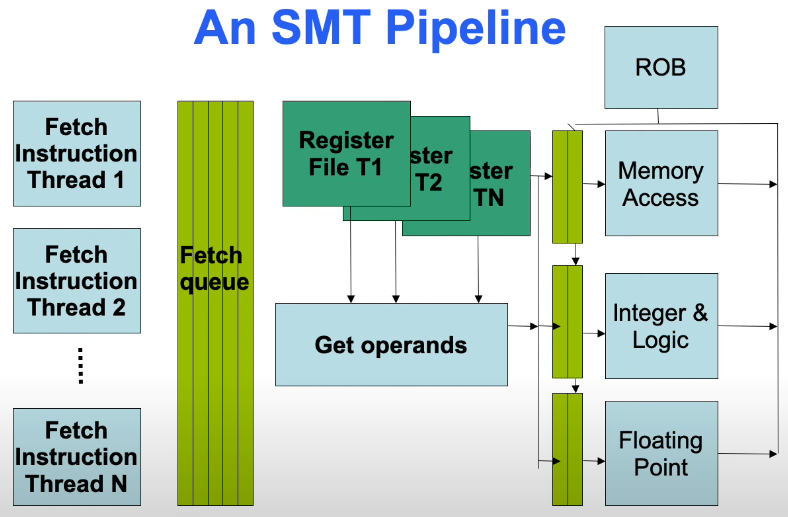 An SMT Pipeline
Fetch
Instruction
Thread 1
Fetch
Instruction
Thread 2
Fetch
Instruction
Thread N
Fetch
queue
Register
File T1
ster
T2
ster
TN
Get operands
ROB
Memory
Access
Integer &
Logic
Floating
Point